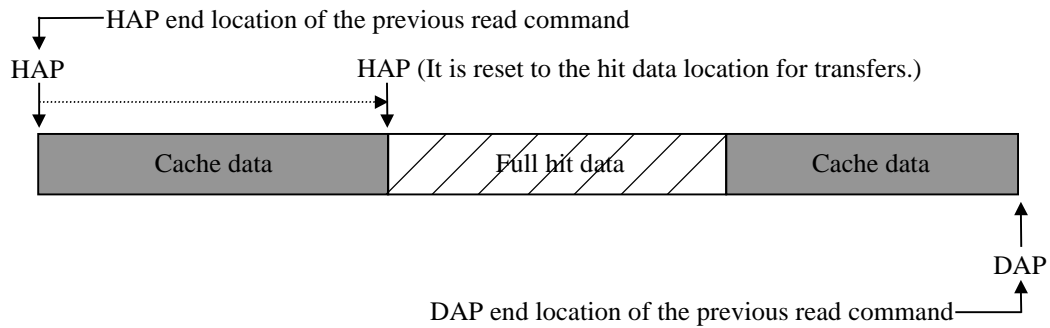 HAP end location of the previous read command
HAP
HAP (It is reset to the hit data location for transfers.)
Cache data
Full hit data
Cache data
DAP
DAP end location of the previous read command